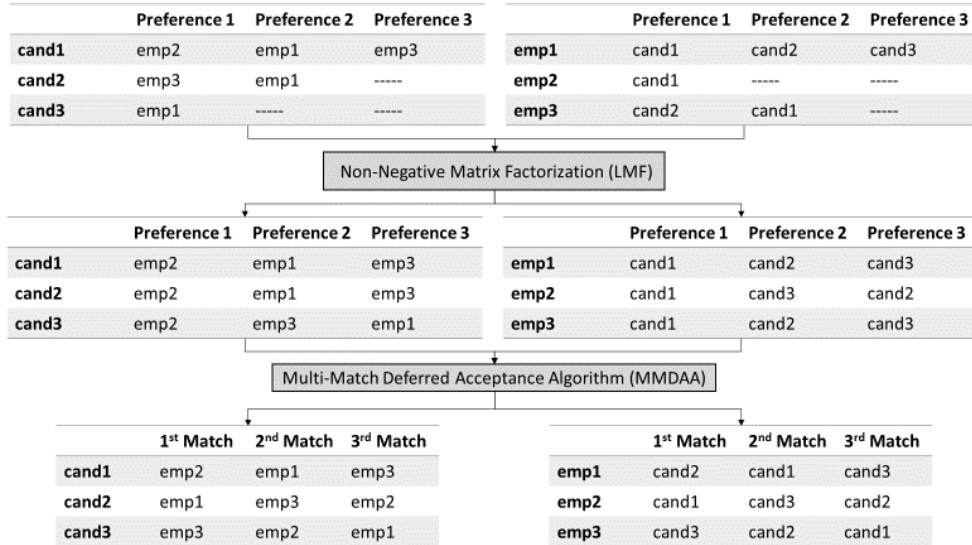 Preference 1 Preference 2 Preference 3
cand1 emp2 emp1 emp3
cand2 emp3 emp1 -----
cand3 emp1 ----- -----
Preference 1 Preference 2 Preference 3
emp1 cand1 cand2 cand3
emp2 cand1 ----- -----
emp3 cand2 cand1 -----
Non-Negative Matrix Factorization (LMF)
Preference 1 Preference 2 Preference 3
cand1 emp2 emp1 emp3
cand2 emp2 emp1 emp3
cand3 emp2 emp3 emp1
Preference 1 Preference 2 Preference 3
emp1 cand1 cand2 cand3
emp2 cand1 cand3 cand2
emp3 cand1 cand2 cand3
Multi-Match Deferred Acceptance Algorithm (MMDAA)
1st Match 2nd Match 3rd Match
cand1 emp2 emp1 emp3
cand2 emp1 emp3 emp2
cand3 emp3 emp2 emp1
1st Match 2nd Match 3rd Match
emp1 cand2 cand1 cand3
emp2 cand1 cand3 cand2
emp3 cand3 cand2 cand1